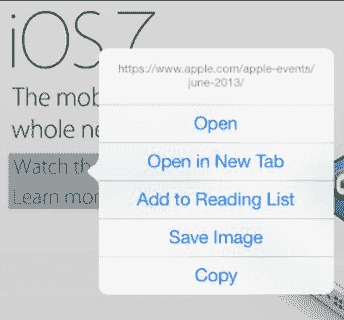 iOS 7
https://www.apple.com/apple-events/
june-2013/
The mob
whole ne
Open
Watch th
Open in New Tab
Learn mor
Add to Reading List
Save Image
Copy